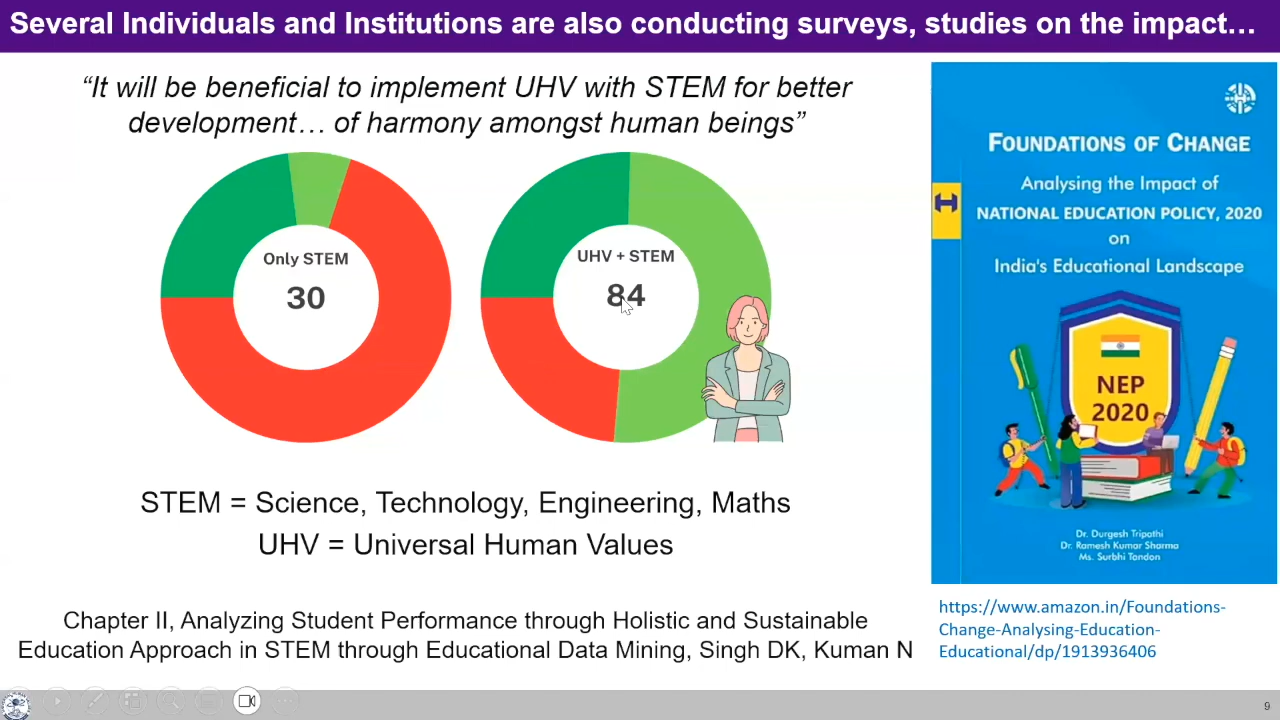 Several Individuals and Institutions are also conducting surveys, studies on the impact…
“It will be beneficial to implement UHV with STEM for better
development… of harmony amongst human beings”
Only STEM
30
UHV + STEM
84
STEM = Science, Technology, Engineering, Maths
UHV = Universal Human Values
Chapter II, Analyzing Student Performance through Holistic and Sustainable
Education Approach in STEM through Educational Data Mining, Singh DK, Kuman N
FOUNDATIONS OF CHANGE
Analysing the Impact of
NATIONAL EDUCATION POLICY, 2020
on
India's Educational Landscape
NEP
2020
Dr. Durgesh Tripathi
Dr. Ramesh Kumar Sharma
Ms. Surbhi Tandon
https://www.amazon.in/Foundations-
Change-Analysing-Education-
Educational/dp/1913936406
9